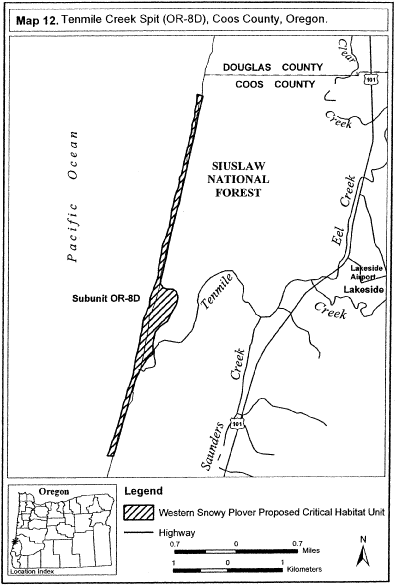 Map 12. Tenmile Creek Spit (OR-8D), Coos County, Oregon.
Clear
DOUGLAS COUNTY
COOS COUNTY
101
Creek
Pacific Ocean
SIUSLAW
NATIONAL
FOREST
Eel Creek
Lakeside
Airport
Lakeside
Subunit OR-8D
Tenmile
Creek
Creek
Saunders
101
Oregon
Location Index
Legend
Western Snowy Plover Proposed Critical Habitat Unit
Highway
0.7 0 0.7
Miles
1 0 1
Kilometers
N